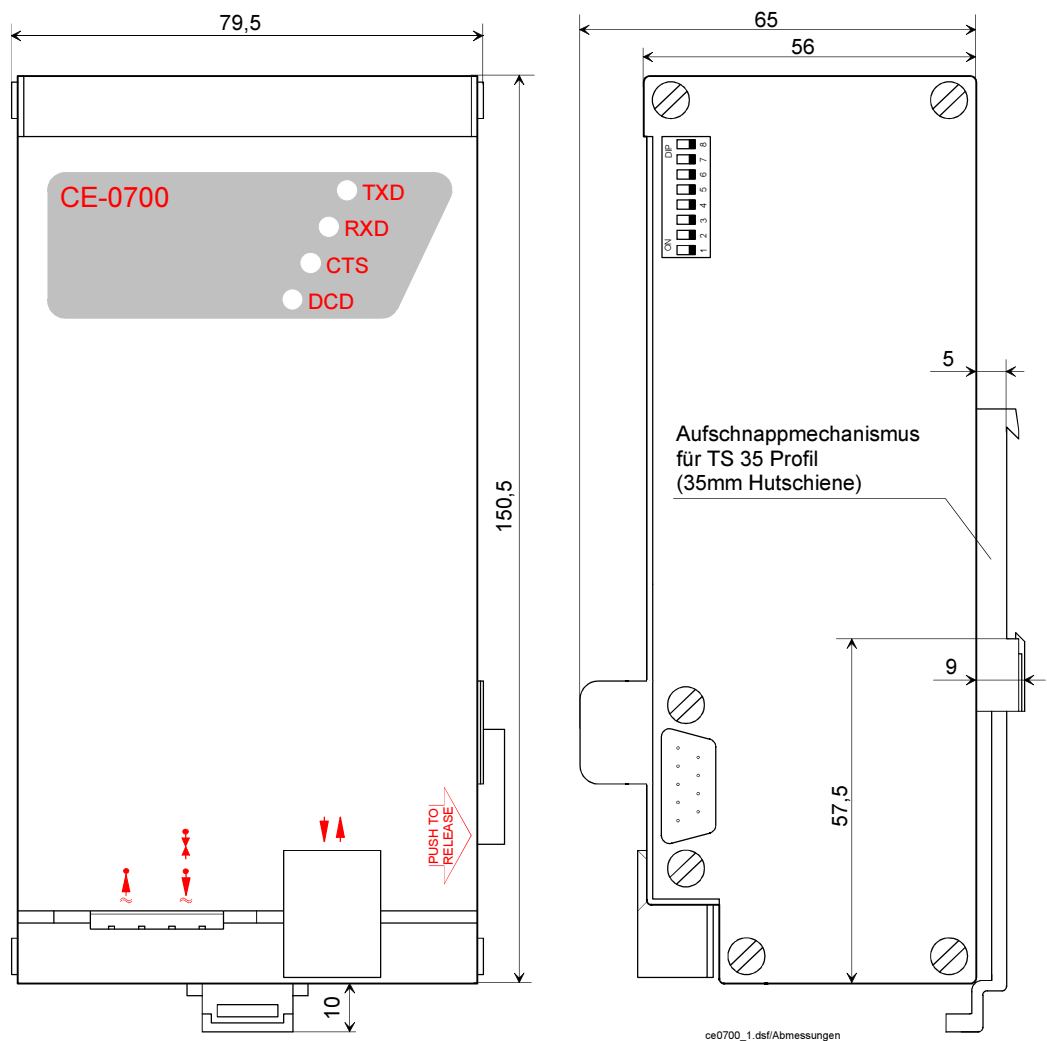 79,5
65
56
CE-0700
TXD
RXD
CTS
DCD
DIP
ON
8
7
6
5
4
3
2
1
5
Aufschnappmechanismus
für TS 35 Profil
(35mm Hutschiene)
150,5
9
57,5
PUSH TO
RELEASE
10
ce0700_1.dsf/Abmessungen